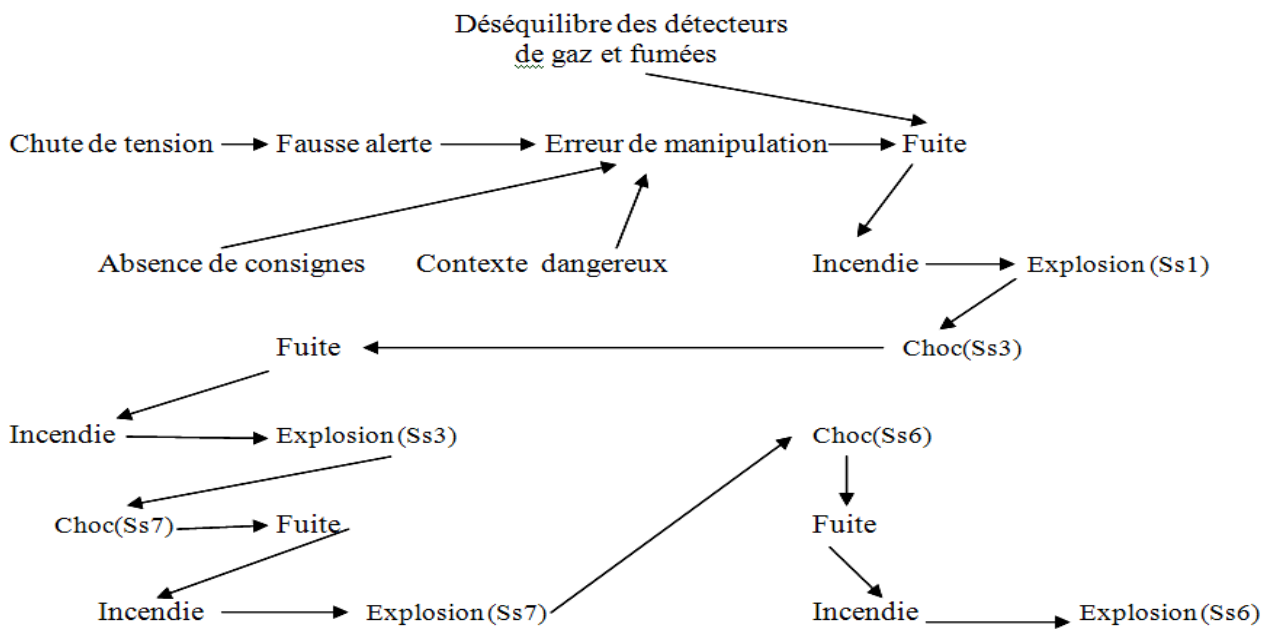 Déséquilibre des détecteurs
de gaz et fumées
Chute de tension Fausse alerte Erreur de manipulation Fuite
Absence de consignes Contexte dangereux Incendie Explosion (Ss1)
Fuite Choc(Ss3)
Incendie Explosion (Ss3) Choc(Ss6)
Choc(Ss7) Fuite Fuite
Incendie Explosion (Ss7) Incendie Explosion (Ss6)